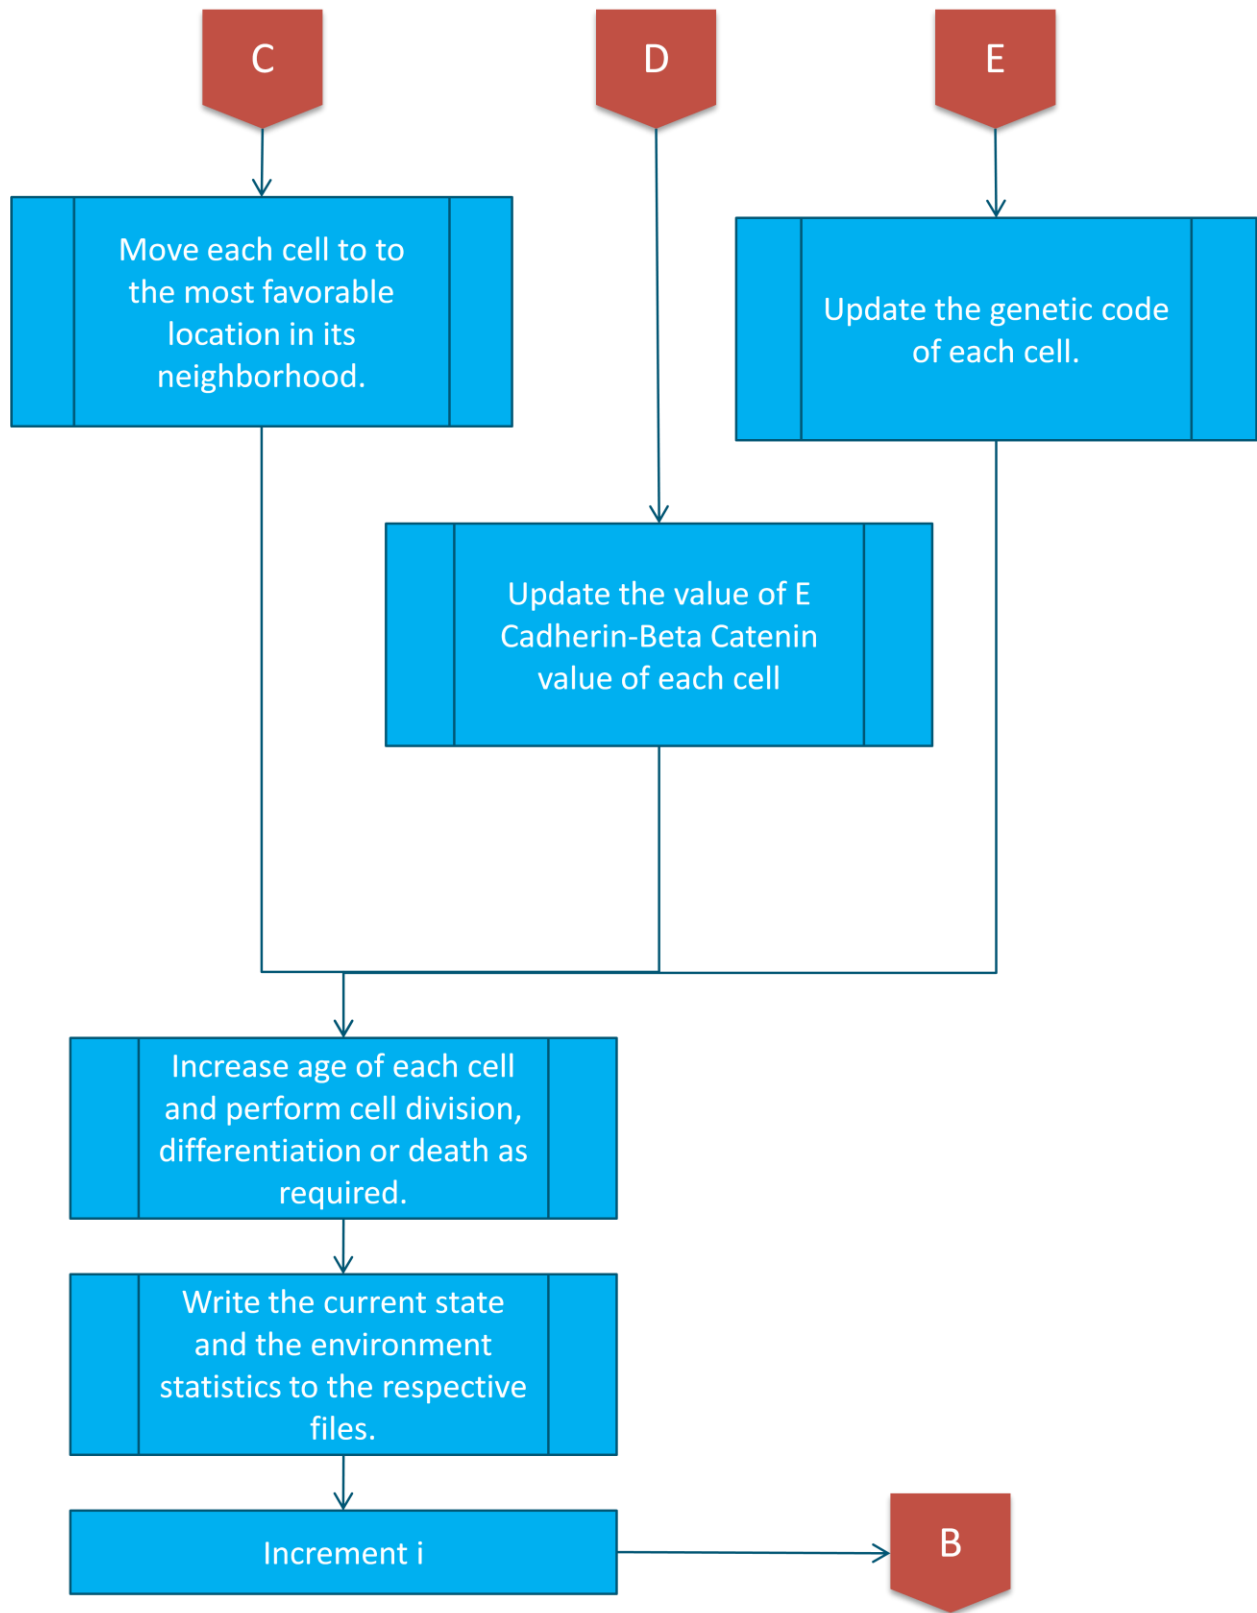 C
D
E
Move each cell to to
the most favorable
location in its
neighborhood.
Update the genetic code
of each cell.
Update the value of E
Cadherin-Beta Catenin
value of each cell
Increase age of each cell
and perform cell division,
differentiation or death as
required.
Write the current state
and the environment
statistics to the respective
files.
Increment i
B